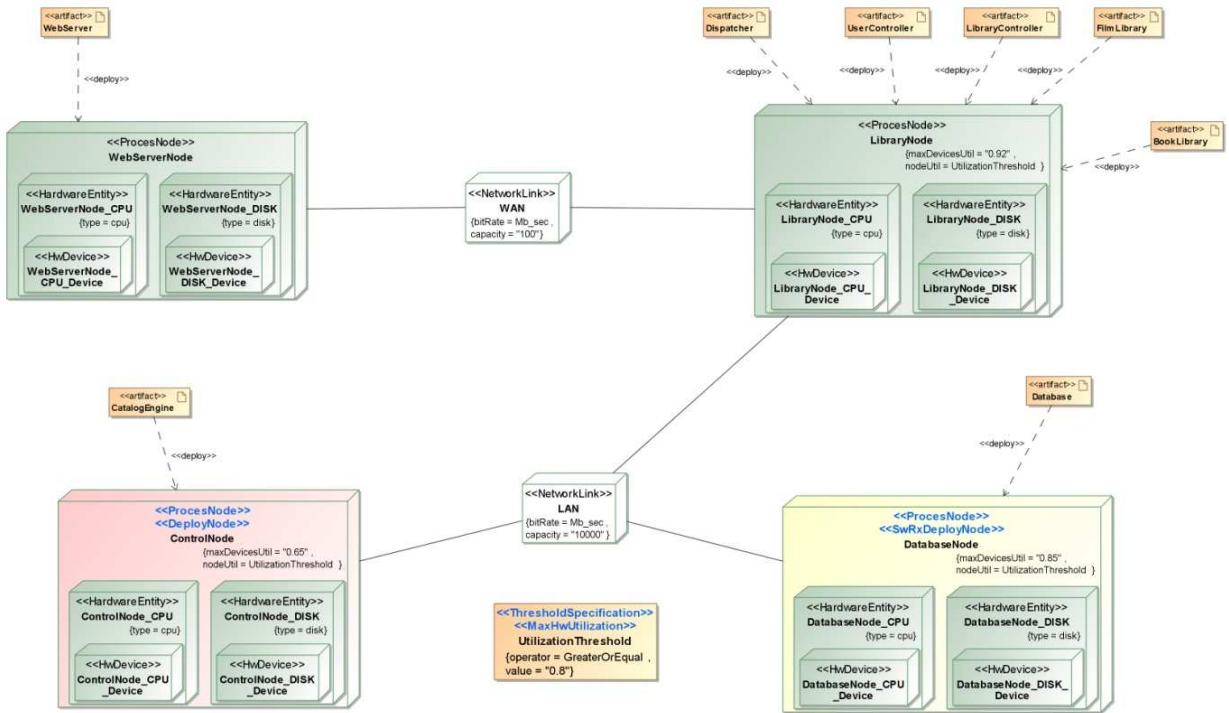 <<artifact>>
WebServer
<<deploy>>
<<artifact>>
Dispatcher
<<artifact>>
UserController
<<artifact>>
LibraryController
<<artifact>>
FilmLibrary
<<deploy>>
<<deploy>>
<<deploy>>
<<deploy>>
<<artifact>>
BookLibrary
<<deploy>>
<<ProcesNode>>
WebServerNode
<<HardwareEntity>>
WebServerNode_CPU
{type = cpu}
<<HwDevice>>
WebServerNode_
CPU_Device
<<HardwareEntity>>
WebServerNode_DISK
{type = disk}
<<HwDevice>>
WebServerNode_
DISK_Device
<<NetworkLink>>
WAN
{bitRate = Mb_sec ,
capacity = "100"}
<<ProcesNode>>
LibraryNode
{maxDevicesUtil = "0.92" ,
nodeUtil = UtilizationThreshold }
<<HardwareEntity>>
LibraryNode_CPU
{type = cpu}
<<HwDevice>>
LibraryNode_CPU_
Device
<<HardwareEntity>>
LibraryNode_DISK
{type = disk}
<<HwDevice>>
LibraryNode_DISK
_Device
<<artifact>>
CatalogEngine
<<deploy>>
<<artifact>>
Database
<<deploy>>
<<ProcesNode>>
<<DeployNode>>
ControlNode
{maxDevicesUtil = "0.65" ,
nodeUtil = UtilizationThreshold }
<<HardwareEntity>>
ControlNode_CPU
{type = cpu}
<<HwDevice>>
ControlNode_CPU
_Device
<<HardwareEntity>>
ControlNode_DISK
{type = disk}
<<HwDevice>>
ControlNode_DISK
_Device
<<NetworkLink>>
LAN
{bitRate = Mb_sec ,
capacity = "10000" }
<<ThresholdSpecification>>
<<MaxHwUtilization>>
UtilizationThreshold
{operator = GreaterOrEqual ,
value = "0.8"}
<<ProcesNode>>
<<SwRxDeployNode>>
DatabaseNode
{maxDevicesUtil = "0.85" ,
nodeUtil = UtilizationThreshold }
<<HardwareEntity>>
DatabaseNode_CPU
{type = cpu}
<<HwDevice>>
DatabaseNode_CPU
_Device
<<HardwareEntity>>
DatabaseNode_DISK
{type = disk}
<<HwDevice>>
DatabaseNode_DISK_
Device